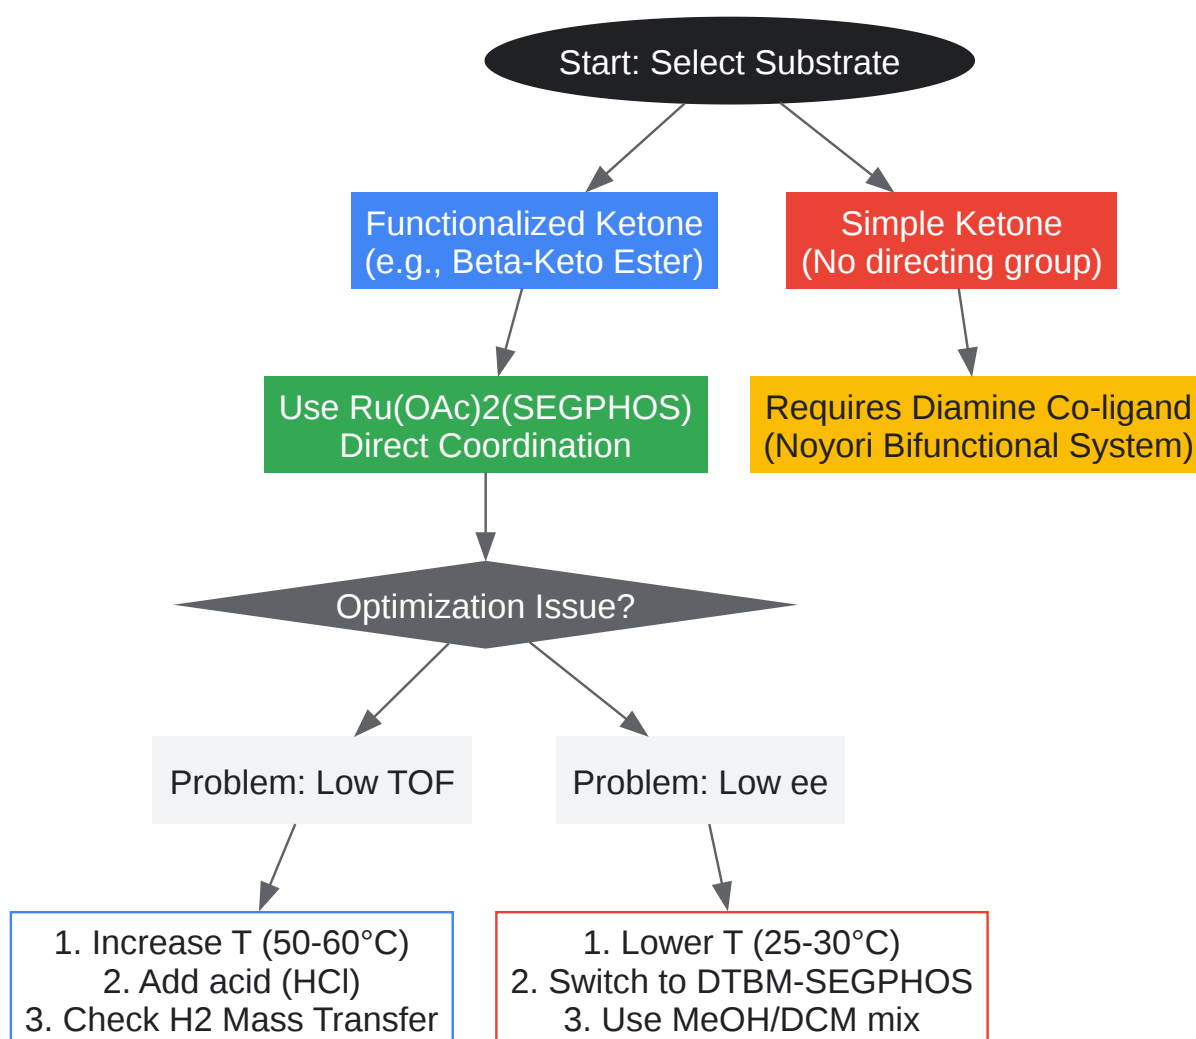 Start: Select Substrate
Functionalized Ketone
(e.g., Beta-Keto Ester)
Simple Ketone
(No directing group)
Use Ru(OAc)2(SEGPHOS)
Direct Coordination
Requires Diamine Co-ligand
(Noyori Bifunctional System)
Optimization Issue?
Problem: Low TOF
Problem: Low ee
1. Increase T (50-60°C)
2. Add acid (HCl)
3. Check H2 Mass Transfer
1. Lower T (25-30°C)
2. Switch to DTBM-SEGPHOS
3. Use MeOH/DCM mix